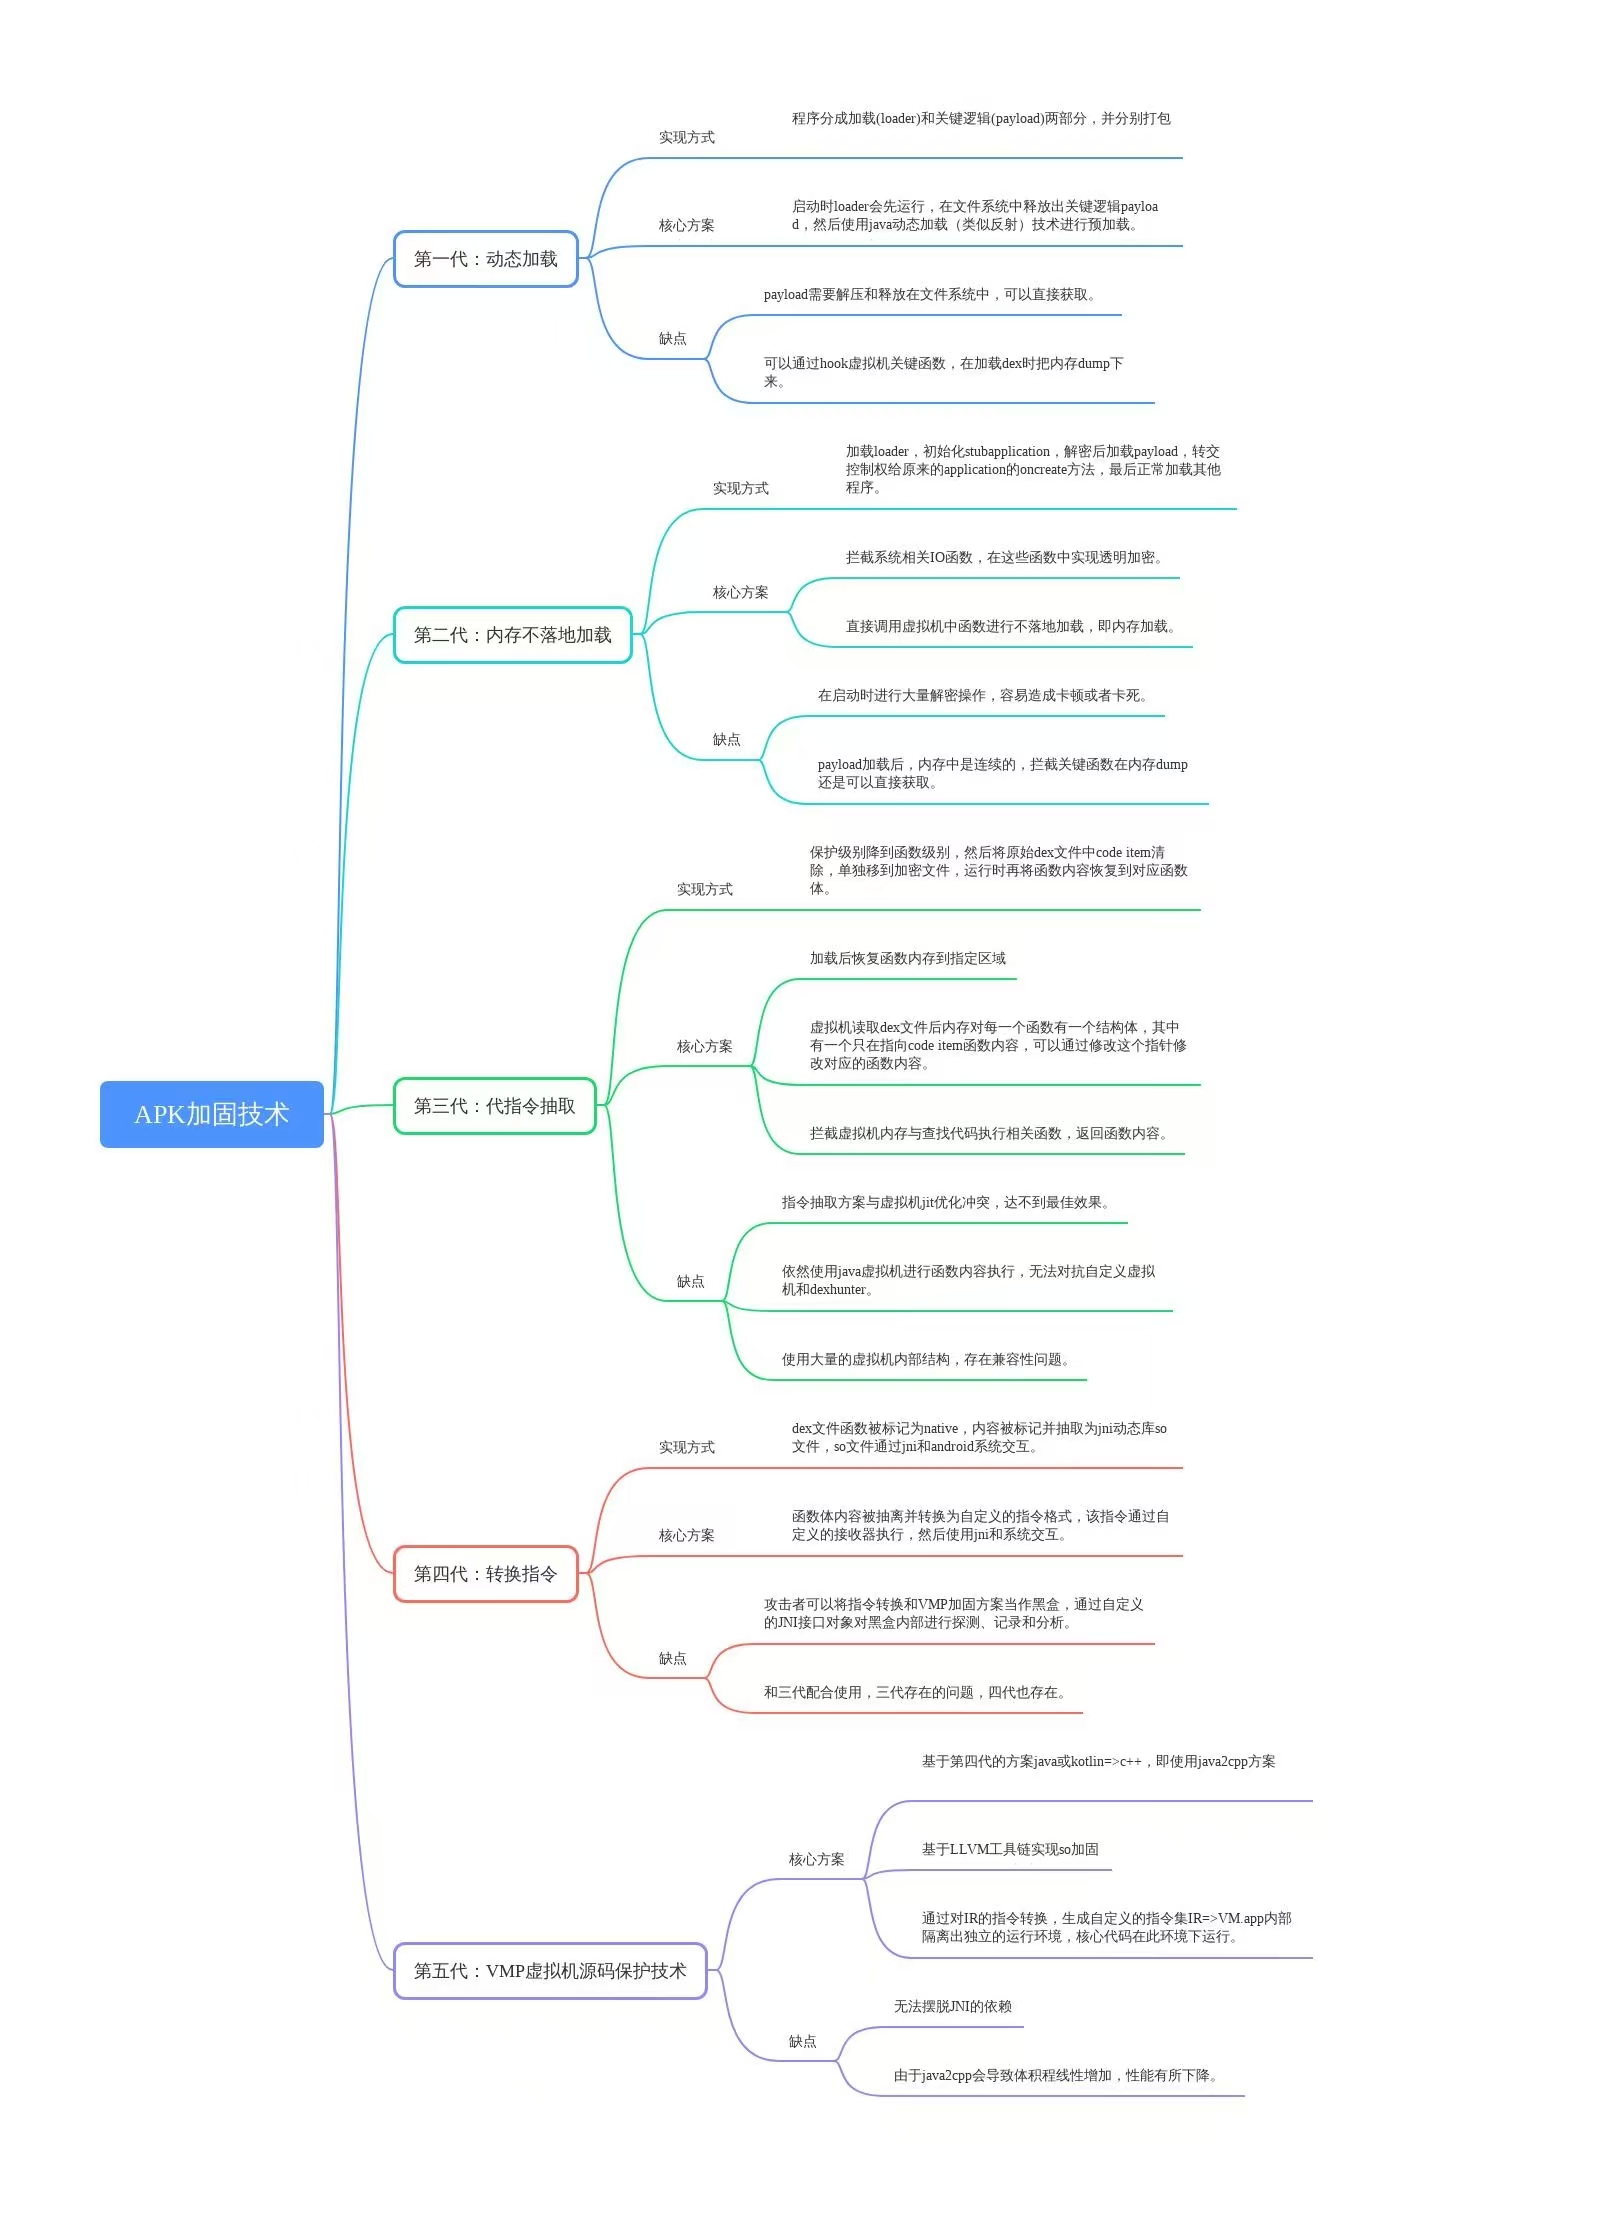 APK加固技术
第一代：动态加载
实现方式
程序分成加载(loader)和关键逻辑(payload)两部分，并分别打包
核心方案
启动时loader会先运行，在文件系统中释放出关键逻辑payloa
d，然后使用java动态加载（类似反射）技术进行预加载。
缺点
payload需要解压和释放在文件系统中，可以直接获取。
可以通过hook虚拟机关键函数，在加载dex时把内存dump下
来。
第二代：内存不落地加载
实现方式
加载loader，初始化stubapplication，解密后加载payload，转交
控制权给原来的application的oncreate方法，最后正常加载其他
程序。
核心方案
拦截系统相关IO函数，在这些函数中实现透明加密。
直接调用虚拟机中函数进行不落地加载，即内存加载。
缺点
在启动时进行大量解密操作，容易造成卡顿或者卡死。
payload加载后，内存中是连续的，拦截关键函数在内存dump
还是可以直接获取。
第三代：代指令抽取
实现方式
保护级别降到函数级别，然后将原始dex文件中code item清
除，单独移到加密文件，运行时再将函数内容恢复到对应函数
体。
核心方案
加载后恢复函数内存到指定区域
虚拟机读取dex文件后内存对每一个函数有一个结构体，其中
有一个只在指向code item函数内容，可以通过修改这个指针修
改对应的函数内容。
拦截虚拟机内存与查找代码执行相关函数，返回函数内容。
缺点
指令抽取方案与虚拟机jit优化冲突，达不到最佳效果。
依然使用java虚拟机进行函数内容执行，无法对抗自定义虚拟
机和dexhunter。
使用大量的虚拟机内部结构，存在兼容性问题。
第四代：转换指令
实现方式
dex文件函数被标记为native，内容被标记并抽取为jni动态库so
文件，so文件通过jni和android系统交互。
核心方案
函数体内容被抽离并转换为自定义的指令格式，该指令通过自
定义的接收器执行，然后使用jni和系统交互。
缺点
攻击者可以将指令转换和VMP加固方案当作黑盒，通过自定义
的JNI接口对象对黑盒内部进行探测、记录和分析。
和三代配合使用，三代存在的问题，四代也存在。
第五代：VMP虚拟机源码保护技术
核心方案
基于第四代的方案java或kotlin=>c++，即使用java2cpp方案
基于LLVM工具链实现so加固
通过对IR的指令转换，生成自定义的指令集IR=>VM.app内部
隔离出独立的运行环境，核心代码在此环境下运行。
缺点
无法摆脱JNI的依赖
由于java2cpp会导致体积程线性增加，性能有所下降。